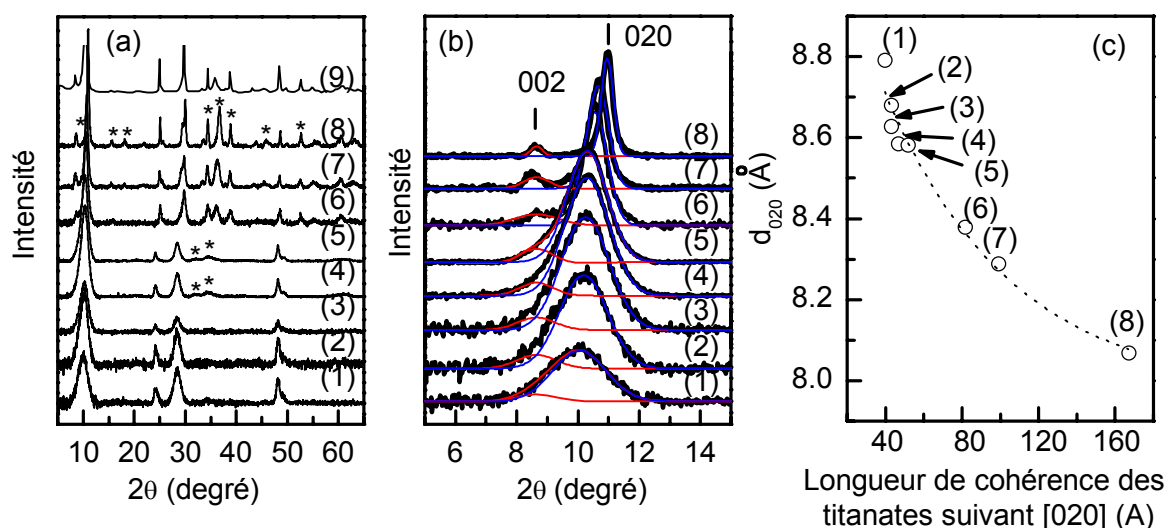 (a)
Intensité
(9)
(8)
(7)
(6)
(5)
(4)
(3)
(2)
(1)
* * * * * * * *
* *
* *
10 20 30 40 50 60
2θ (degré)
(b)
020
002
Intensité
(8)
(7)
(6)
(5)
(4)
(3)
(2)
(1)
6 8 10 12 14
2θ (degré)
(c)
d020 (Å)
8.8
8.6
8.4
8.2
8.0
(1)
(2)
(3)
(4)
(5)
(6)
(7)
(8)
40 80 120 160
Longueur de cohérence des
titanates suivant [020] (A)